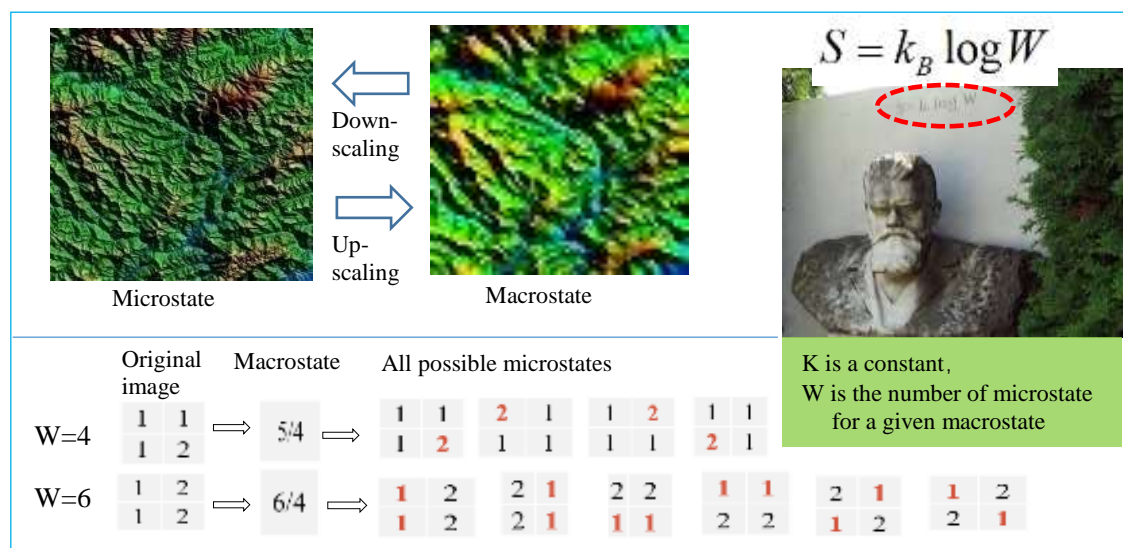 S = k_B log W
S = k. log W
Down-
scaling
Up-
scaling
Microstate
Macrostate
Original
image
Macrostate
All possible microstates
K is a constant,
W is the number of microstate
for a given macrostate
W=4
1 1
1 2
5/4
1 1
1 2
2 1
1 1
1 2
1 1
1 1
2 1
W=6
1 2
1 2
6/4
1 2
1 2
2 1
2 1
2 2
1 1
1 1
2 2
2 1
1 2
1 2
2 1